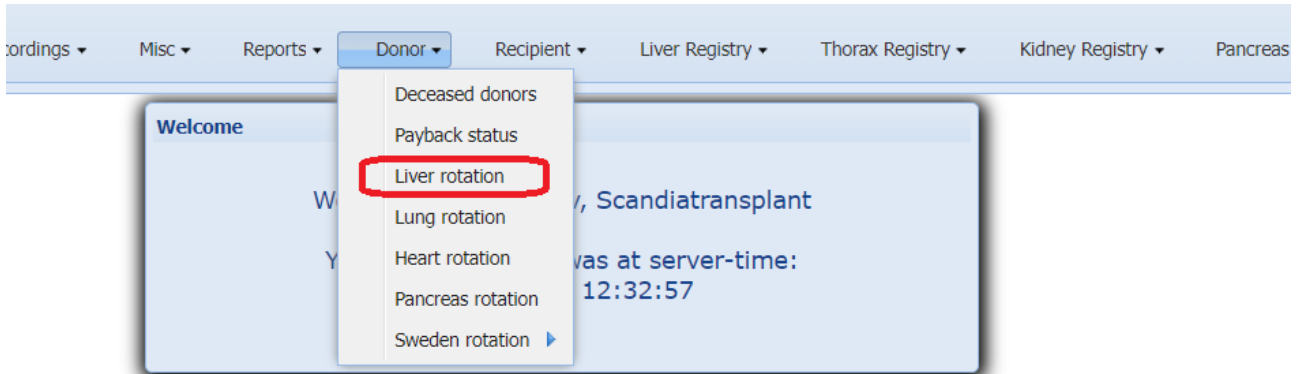 Misc Reports Donor Recipient Liver Registry Thorax Registry Kidney Registry Pancreas
Deceased donors
Welcome
Payback status
Liver rotation
, Scandiatransplant
Lung rotation
Heart rotation
was at server-time:
12:32:57
Pancreas rotation
Sweden rotation